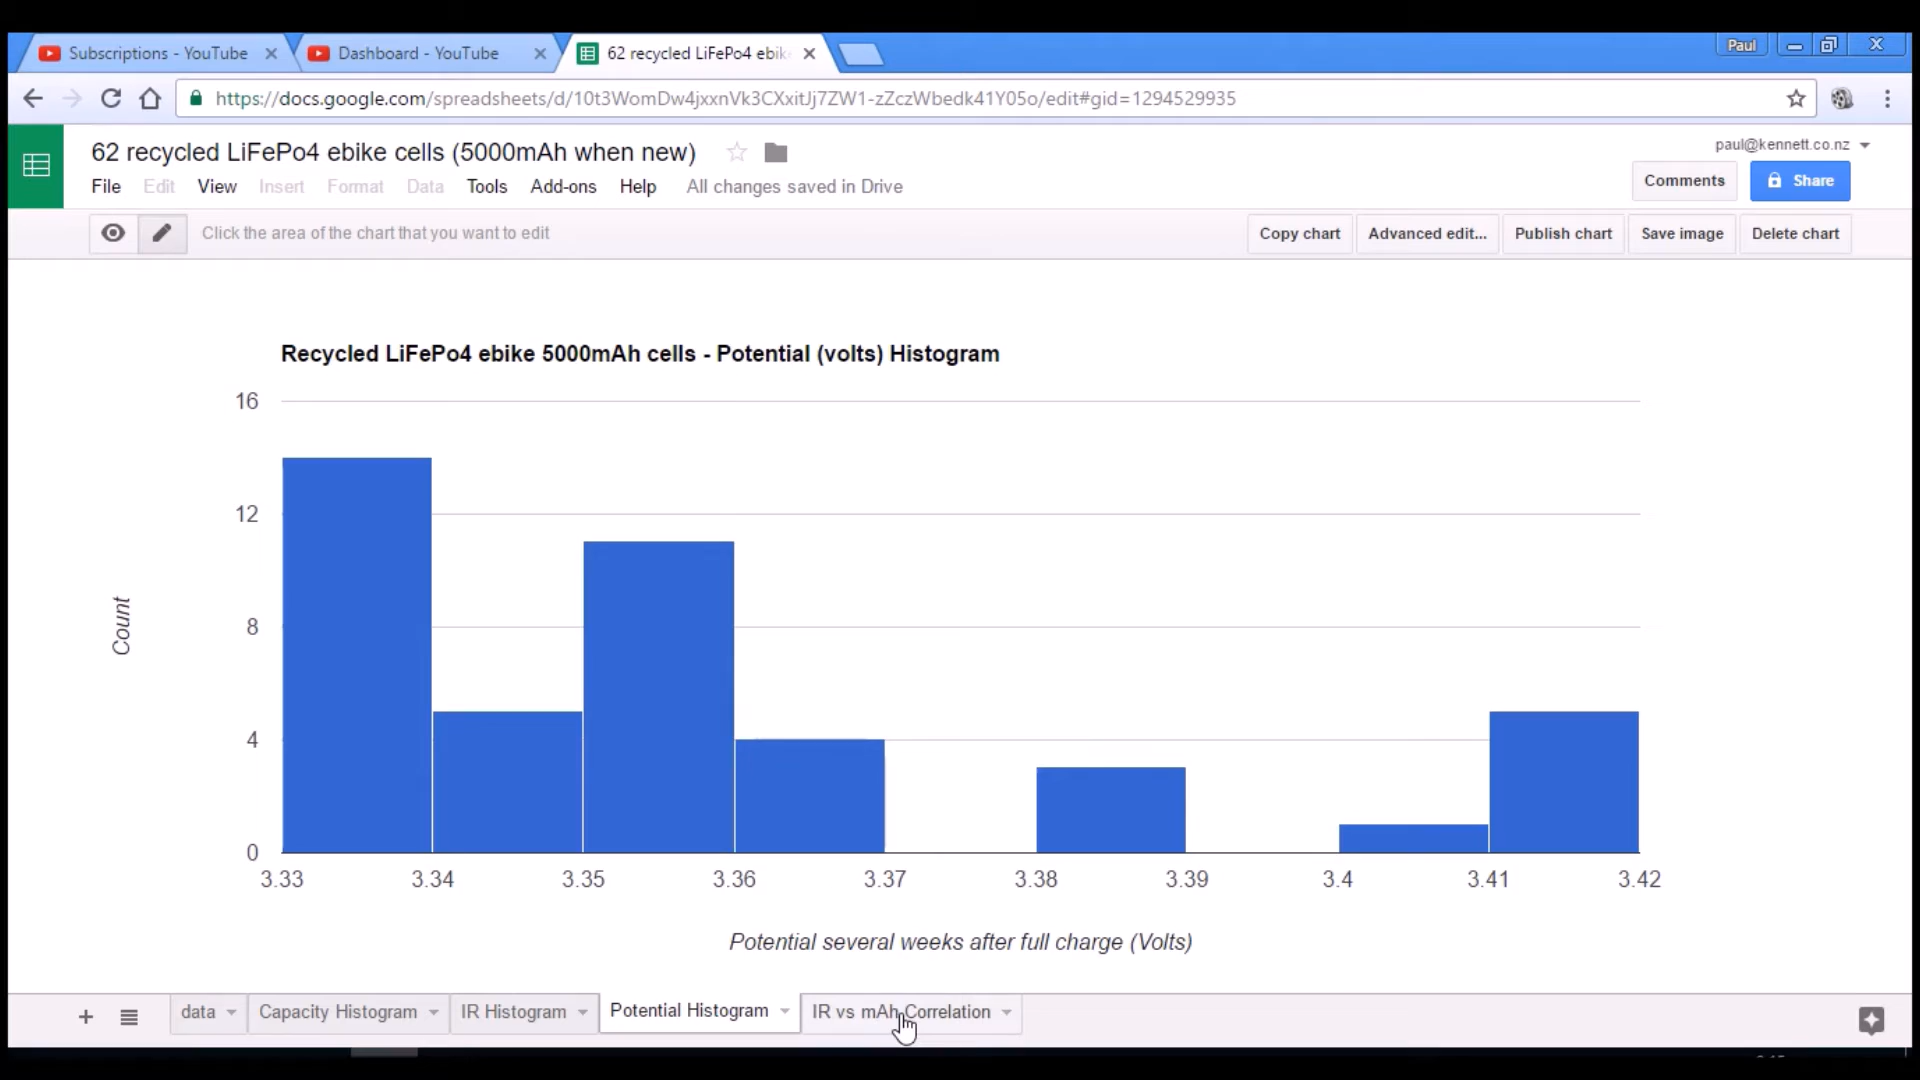 Subscriptions - YouTube
Dashboard - YouTube
62 recycled LiFePo4 ebik
Paul
https://docs.google.com/spreadsheets/d/10t3WomDw4jxxnVk3CXxitJj7ZW1-zZczWbedk41Y05o/edit#gid=1294529935
62 recycled LiFePo4 ebike cells (5000mAh when new)
paul@kennett.co.nz
File Edit View Insert Format Data Tools Add-ons Help All changes saved in Drive
Comments
Share
Click the area of the chart that you want to edit
Copy chart
Advanced edit...
Publish chart
Save image
Delete chart
Recycled LiFePo4 ebike 5000mAh cells - Potential (volts) Histogram
16
12
8
4
0
Count
3.33 3.34 3.35 3.36 3.37 3.38 3.39 3.4 3.41 3.42
Potential several weeks after full charge (Volts)
data
Capacity Histogram
IR Histogram
Potential Histogram
IR vs mAh Correlation